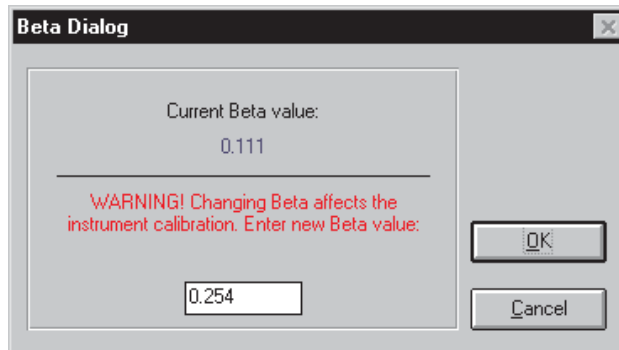 Beta Dialog
Current Beta value:
0.111
WARNING! Changing Beta affects the
instrument calibration. Enter new Beta value:
0.254
OK
Cancel